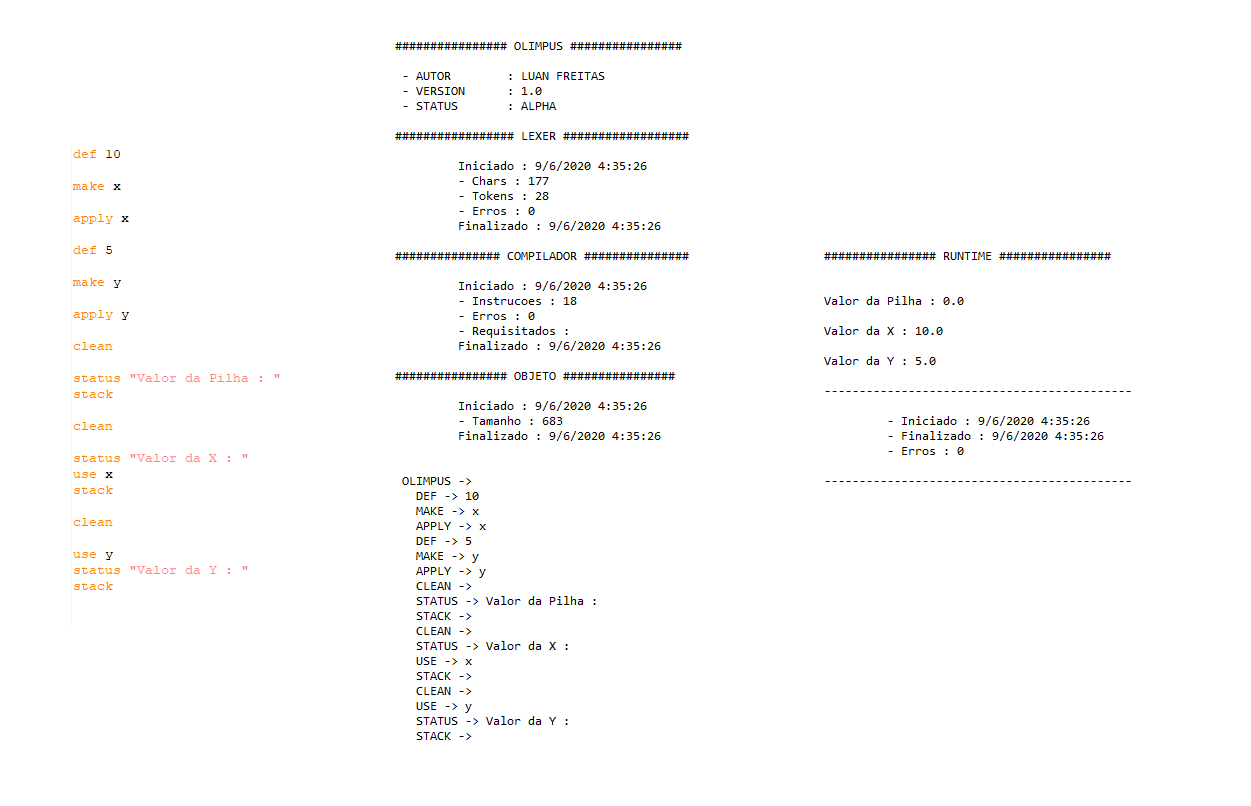 def 10
make x
apply x
def 5
make y
apply y
clean
status "Valor da Pilha : "
stack
clean
status "Valor da X : "
use x
stack
clean
use y
status "Valor da Y : "
stack
################ OLIMPUS ################
- AUTOR : LUAN FREITAS
- VERSION : 1.0
- STATUS : ALPHA
################# LEXER ##################
Iniciado : 9/6/2020 4:35:26
- Chars : 177
- Tokens : 28
- Erros : 0
Finalizado : 9/6/2020 4:35:26
############### COMPILADOR ###############
Iniciado : 9/6/2020 4:35:26
- Instrucoes : 18
- Erros : 0
- Requisitados :
Finalizado : 9/6/2020 4:35:26
################ OBJETO ################
Iniciado : 9/6/2020 4:35:26
- Tamanho : 683
Finalizado : 9/6/2020 4:35:26
OLIMPUS ->
DEF -> 10
MAKE -> x
APPLY -> x
DEF -> 5
MAKE -> y
APPLY -> y
CLEAN ->
STATUS -> Valor da Pilha :
STACK ->
CLEAN ->
STATUS -> Valor da X :
USE -> x
STACK ->
CLEAN ->
USE -> y
STATUS -> Valor da Y :
STACK ->
################ RUNTIME ################
Valor da Pilha : 0.0
Valor da X : 10.0
Valor da Y : 5.0
--------------------------------------------
- Iniciado : 9/6/2020 4:35:26
- Finalizado : 9/6/2020 4:35:26
- Erros : 0
--------------------------------------------